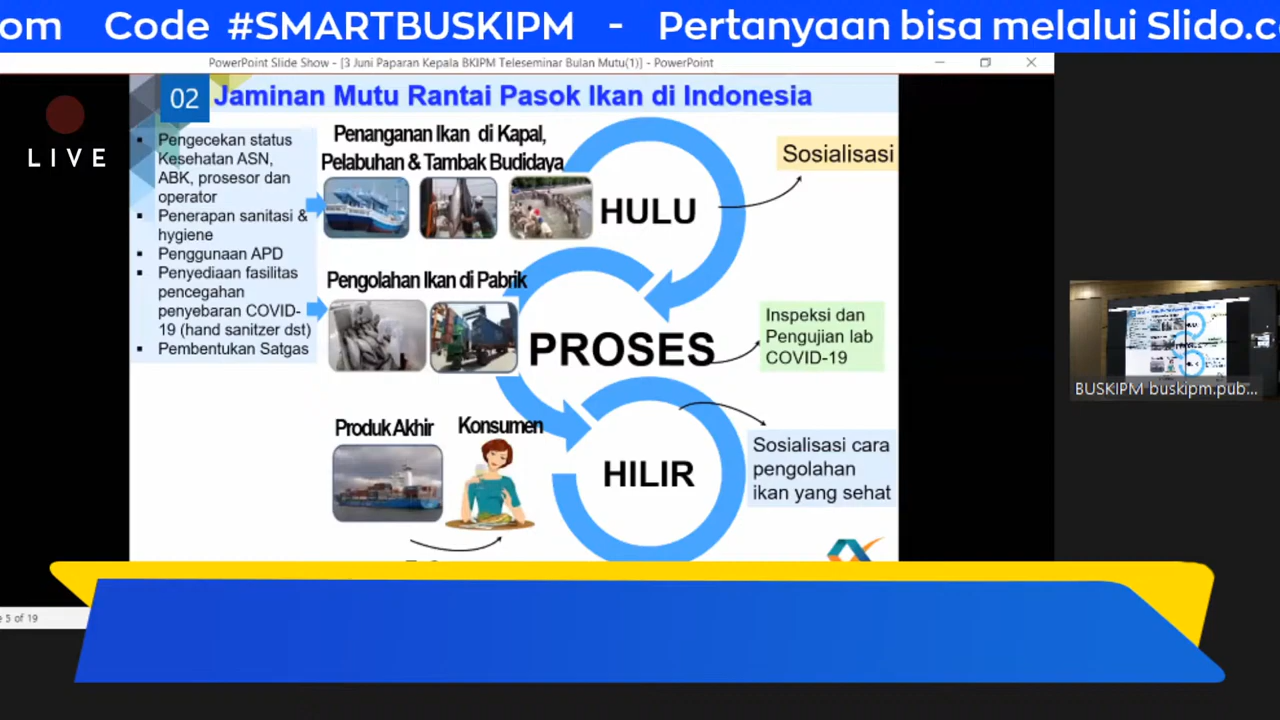 om Code #SMARTBUSKIPM - Pertanyaan bisa melalui Slido.c
PowerPoint Slide Show - [3 Juni Paparan Kepala BKIPM Teleseminar Bulan Mutu(1)] - PowerPoint
LIVE
02 Jaminan Mutu Rantai Pasok Ikan di Indonesia
▪ Pengecekan status
Kesehatan ASN,
ABK, prosesor dan
operator
▪ Penerapan sanitasi &
hygiene
▪ Penggunaan APD
▪ Penyediaan fasilitas
pencegahan
penyebaran COVID-
19 (hand sanitzer dst)
▪ Pembentukan Satgas
Penanganan Ikan di Kapal,
Pelabuhan & Tambak Budidaya
HULU
Sosialisasi
Pengolahan Ikan di Pabrik
PROSES
Inspeksi dan
Pengujian lab
COVID-19
Produk Akhir
Konsumen
HILIR
Sosialisasi cara
pengolahan
ikan yang sehat
BUSKIPM buskipm.pub...
5 of 19